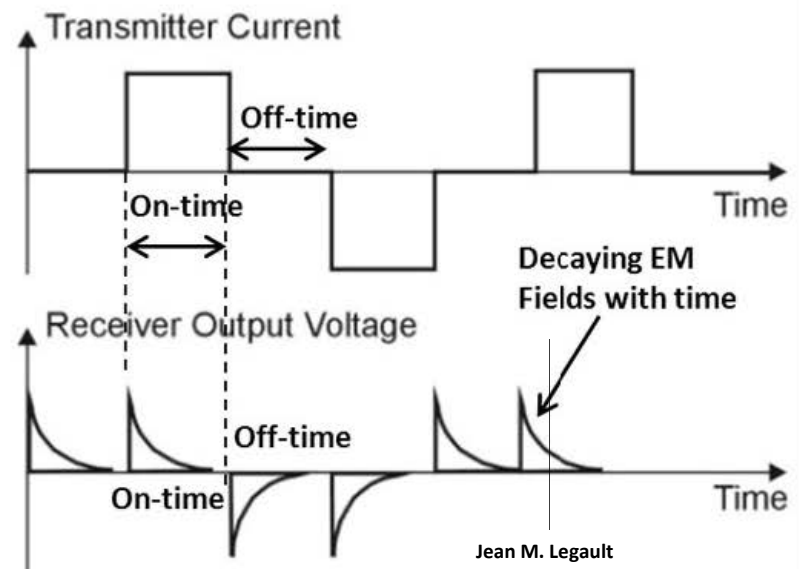 Transmitter Current
Off-time
On-time
Time
Decaying EM
Fields with time
Receiver Output Voltage
Off-time
On-time
Time
Jean M. Legault